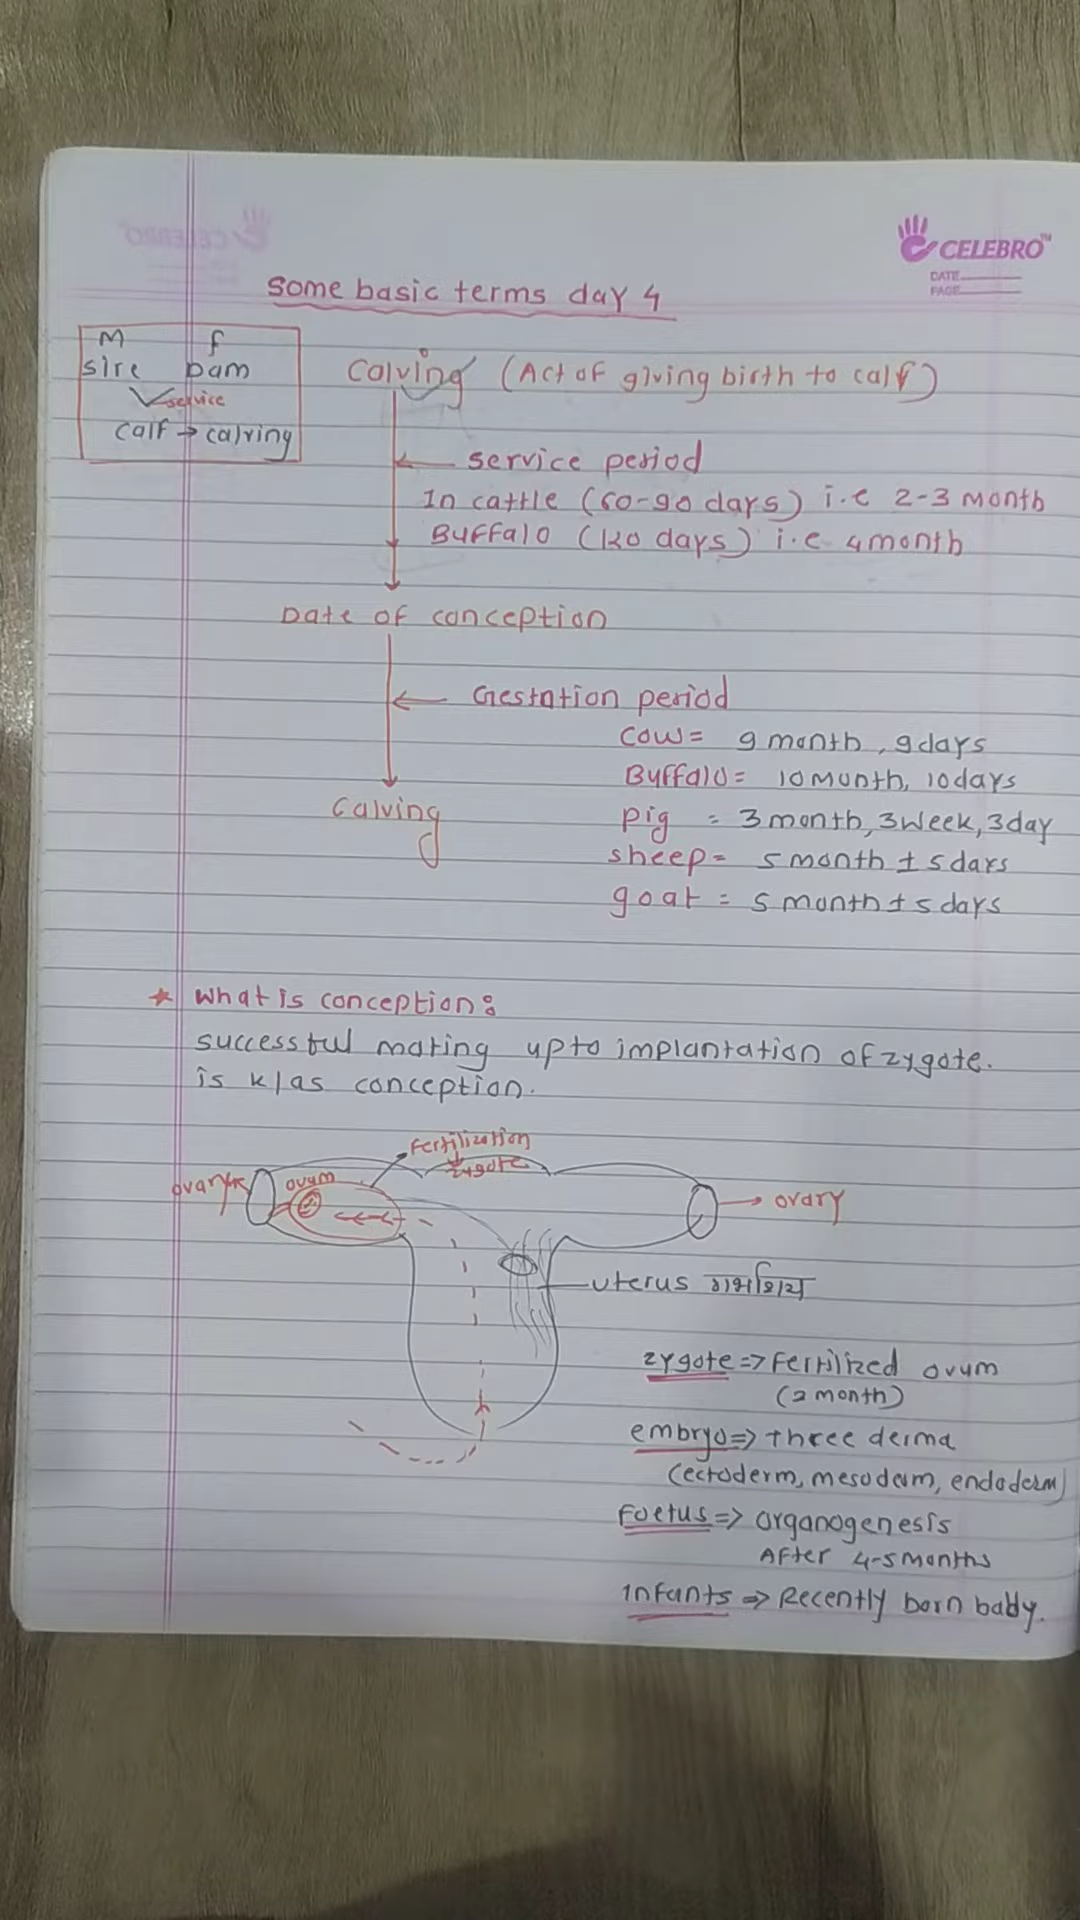 CELEBRO™
DATE
PAGE
Some basic terms day 4
M f
sire Dam
service
calf → calving
Calving (Act of giving birth to calf)
service period
In cattle (60-90 days) i.e 2-3 month
Buffalo (120 days) i.e 4 month
Date of conception
Gestation period
Cow = 9 month, 9 days
Buffalo = 10 month, 10 days
Calving
pig = 3 month, 3 week, 3 day
sheep = 5 month ± 5 days
goat = 5 month ± 5 days
★ What is conception:
successful mating upto implantation of zygote.
is k/as conception.
Fertilization
zygote
ovary
ovum
→ ovary
uterus गर्भाशय
zygote => Fertilized ovum
(2 month)
embryo => three derma
(ectoderm, mesoderm, endoderm)
Foetus => organogenesis
After 4-5 months
Infants => Recently born baby.